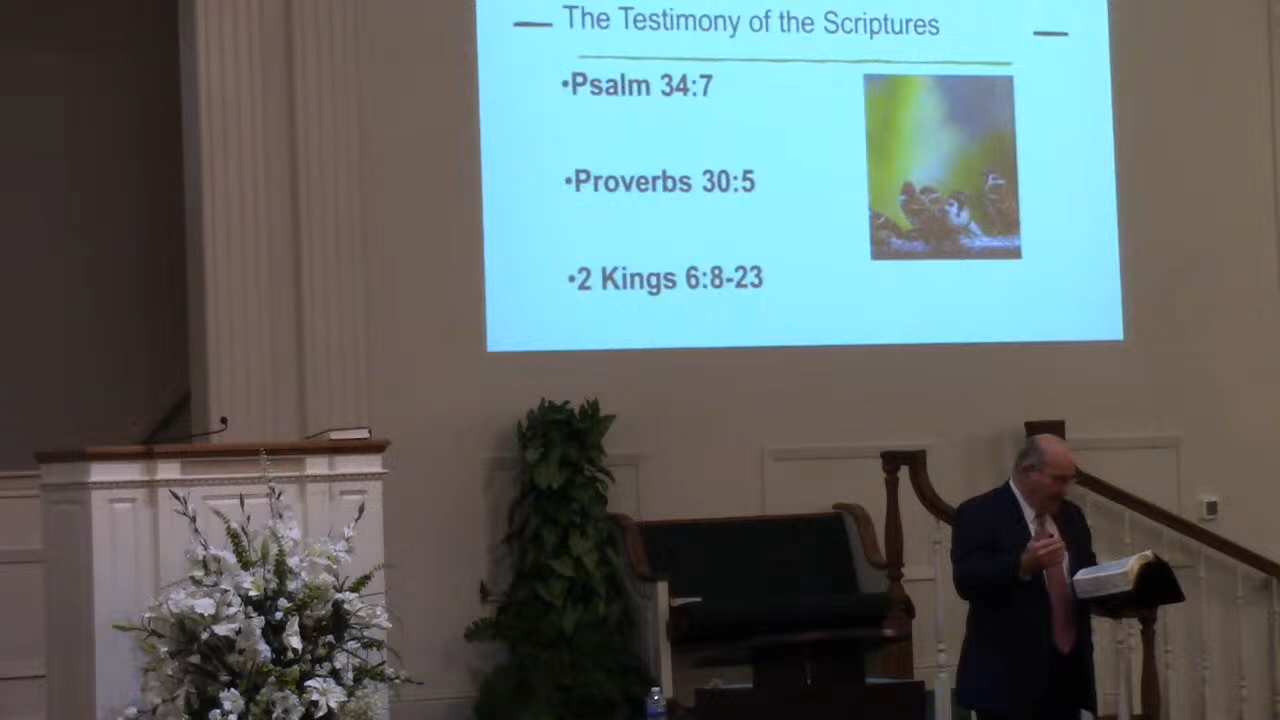 The Testimony of the Scriptures
•Psalm 34:7
•Proverbs 30:5
•2 Kings 6:8-23